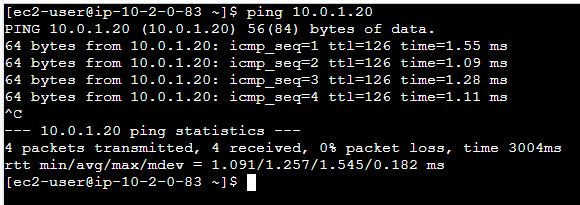 [ec2-user@ip-10-2-0-83 ~]$ ping 10.0.1.20
PING 10.0.1.20 (10.0.1.20) 56(84) bytes of data.
64 bytes from 10.0.1.20: icmp_seq=1 ttl=126 time=1.55 ms
64 bytes from 10.0.1.20: icmp_seq=2 ttl=126 time=1.09 ms
64 bytes from 10.0.1.20: icmp_seq=3 ttl=126 time=1.28 ms
64 bytes from 10.0.1.20: icmp_seq=4 ttl=126 time=1.11 ms
^C
--- 10.0.1.20 ping statistics ---
4 packets transmitted, 4 received, 0% packet loss, time 3004ms
rtt min/avg/max/mdev = 1.091/1.257/1.545/0.182 ms
[ec2-user@ip-10-2-0-83 ~]$